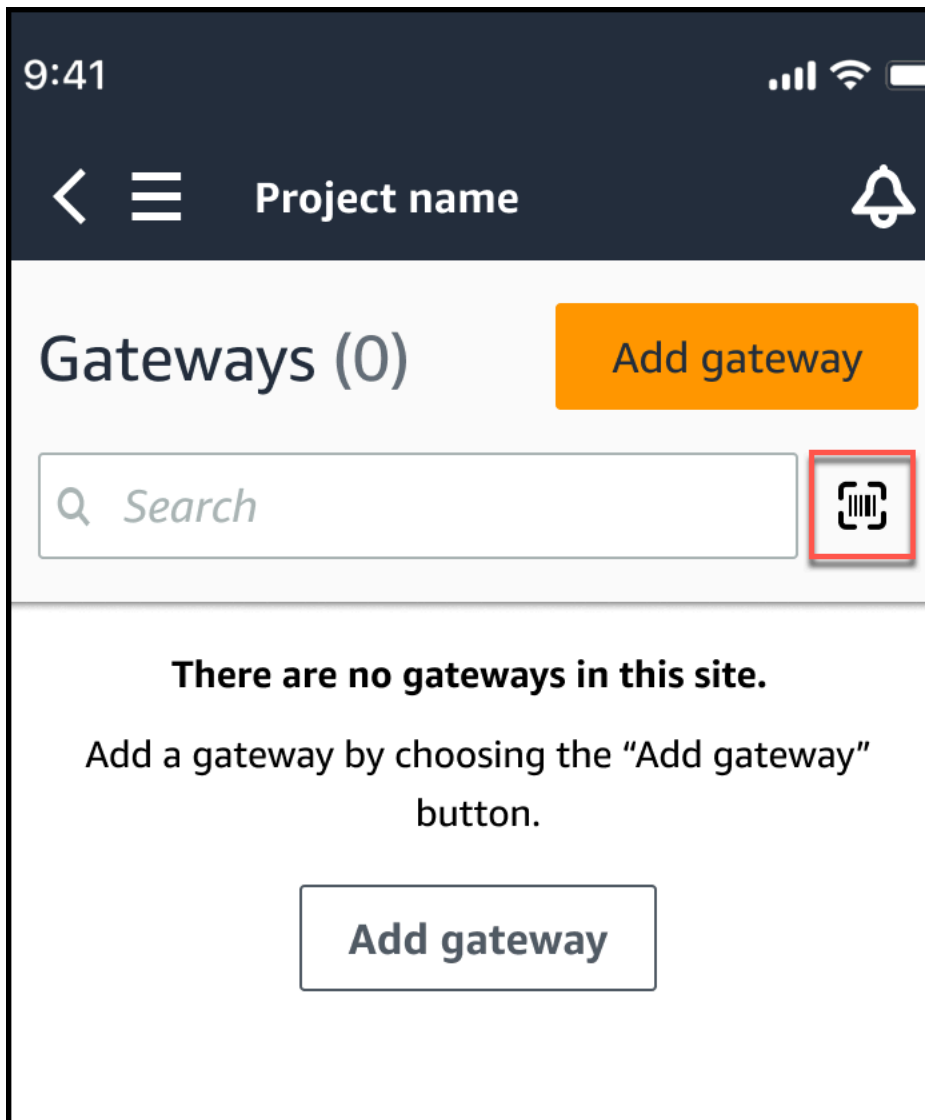 9:41
Project name
Gateways (0)
Add gateway
Search
There are no gateways in this site.
Add a gateway by choosing the “Add gateway”
button.
Add gateway